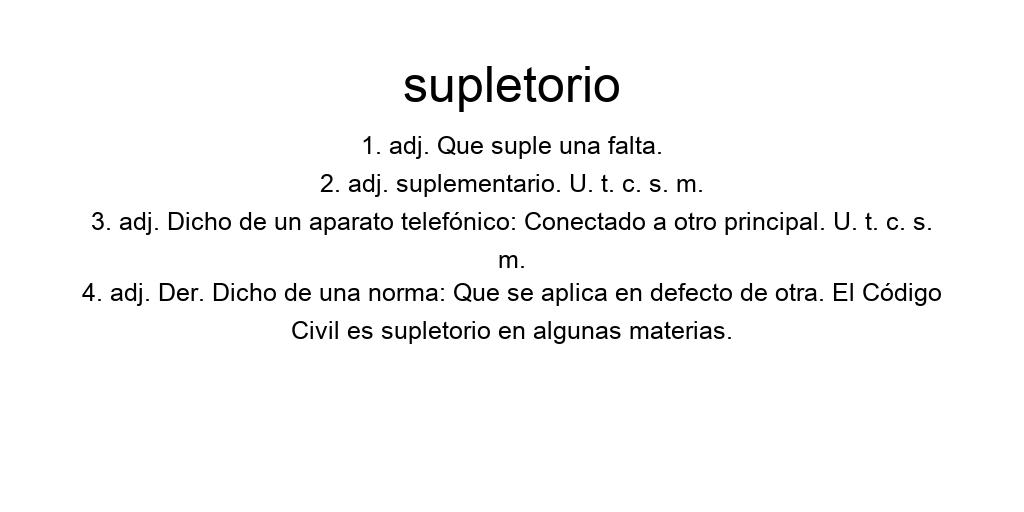 supletorio
1. adj. Que suple una falta.
2. adj. suplementario. U. t. c. s. m.
3. adj. Dicho de un aparato telefónico: Conectado a otro principal. U. t. c. s.
m.
4. adj. Der. Dicho de una norma: Que se aplica en defecto de otra. El Código
Civil es supletorio en algunas materias.